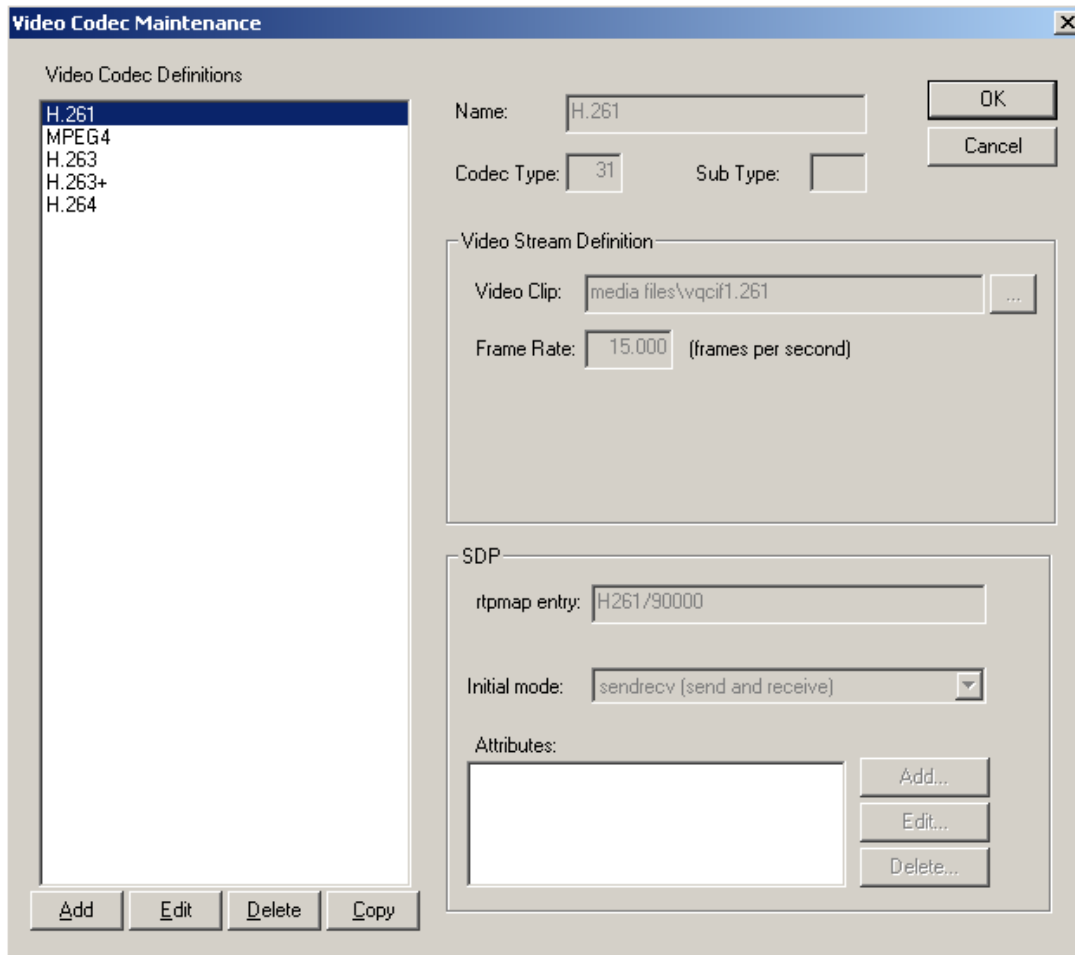 Video Codec Maintenance
Video Codec Definitions
H.261
MPEG4
H.263
H.263+
H.264
Add Edit Delete Copy
Name: H.261
Codec Type: 31 Sub Type:
OK
Cancel
Video Stream Definition
Video Clip: media files\vqcif1.261 ...
Frame Rate: 15.000 (frames per second)
SDP
rtpmap entry: H261/90000
Initial mode: sendrecv (send and receive)
Attributes:
Add...
Edit...
Delete...